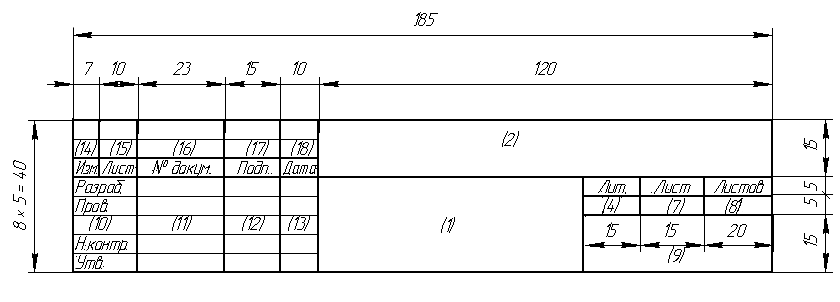 185
7 10 23 15 10 120
(2)
(14) (15) (16) (17) (18)
15
Изм. Лист № докум. Подп. Дата
8 x 5 = 40
Разраб. Лит. Лист Листов 5
Пров. (4) (7) (8) 5
(10) (11) (12) (13) (1)
15 15 20
Н.контр. 15
(9)
Утв.